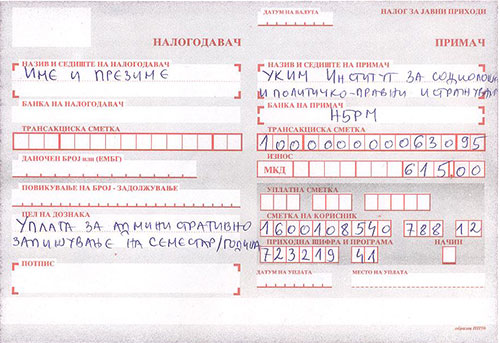 ДАТУМ НА ВАЛУТА
НАЛОГ ЗА ЈАВНИ ПРИХОДИ
НАЛОГОДАВАЧ
ПРИМАЧ
НАЗИВ И СЕДИШТЕ НА НАЛОГОДАВАЧ
ИМЕ И ПРЕЗИМЕ
БАНКА НА НАЛОГОДАВАЧ
ТРАНСАКЦИСКА СМЕТКА
ДАНОЧЕН БРОЈ или (ЕМБГ)
ПОВИКУВАЊЕ НА БРОЈ - ЗАДОЛЖУВАЊЕ
ЦЕЛ НА ДОЗНАКА
УПЛАТА ЗА АДМИНИСТРАТИВНО
ЗАПИШУВАЊЕ НА СЕМЕСТАР/ГОДИНА
ПОТПИС
НАЗИВ И СЕДИШТЕ НА ПРИМАЧ
УКИМ ИНСТИТУТ ЗА СОЦИОЛОШКИ
И ПОЛИТИЧКО-ПРАВНИ ИСТРАЖУВАЊ
БАНКА НА ПРИМАЧ
НБРМ
ТРАНСАКЦИСКА СМЕТКА
100000000063095
ИЗНОС
МКД 615,00
УПЛАТНА СМЕТКА
СМЕТКА НА КОРИСНИК
1600108540 788 12
ПРИХОДНА ШИФРА И ПРОГРАМА
НАЧИН
723219 41
ДАТУМ НА УПЛАТА
МЕСТО НА УПЛАТА
образец ПП50